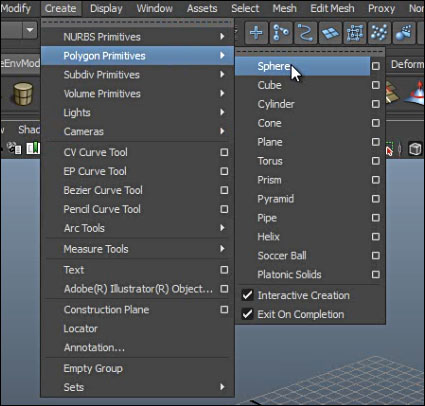 Modify Create Display Window Assets Select Mesh Edit Mesh Proxy
NURBS Primitives
Polygon Primitives
Subdiv Primitives
Volume Primitives
Lights
Cameras
CV Curve Tool
EP Curve Tool
Bezier Curve Tool
Pencil Curve Tool
Arc Tools
Measure Tools
Text
Adobe(R) Illustrator(R) Object...
Construction Plane
Locator
Annotation...
Empty Group
Sets
Sphere
Cube
Cylinder
Cone
Plane
Torus
Prism
Pyramid
Pipe
Helix
Soccer Ball
Platonic Solids
Interactive Creation
Exit On Completion
eEnvMod
Deform
Shad